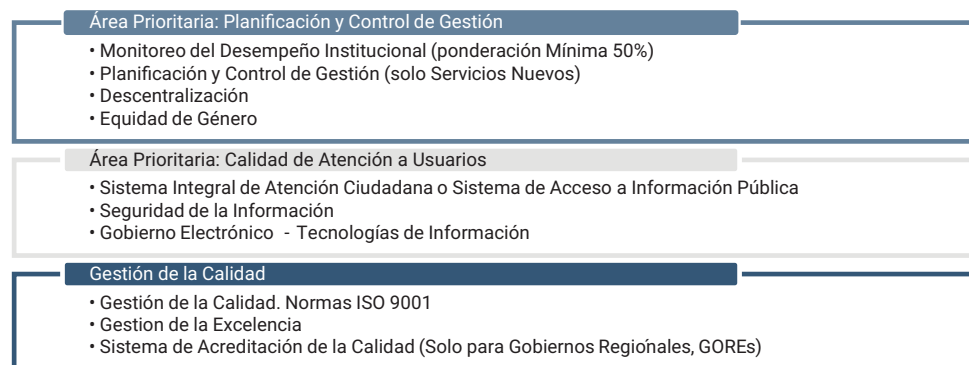 Área Prioritaria: Planificación y Control de Gestión
• Monitoreo del Desempeño Institucional (ponderación Mínima 50%)
• Planificación y Control de Gestión (solo Servicios Nuevos)
• Descentralización
• Equidad de Género
Área Prioritaria: Calidad de Atención a Usuarios
• Sistema Integral de Atención Ciudadana o Sistema de Acceso a Información Pública
• Seguridad de la Información
• Gobierno Electrónico - Tecnologías de Información
Gestión de la Calidad
• Gestión de la Calidad. Normas ISO 9001
• Gestion de la Excelencia
• Sistema de Acreditación de la Calidad (Solo para Gobiernos Regiónales, GOREs)